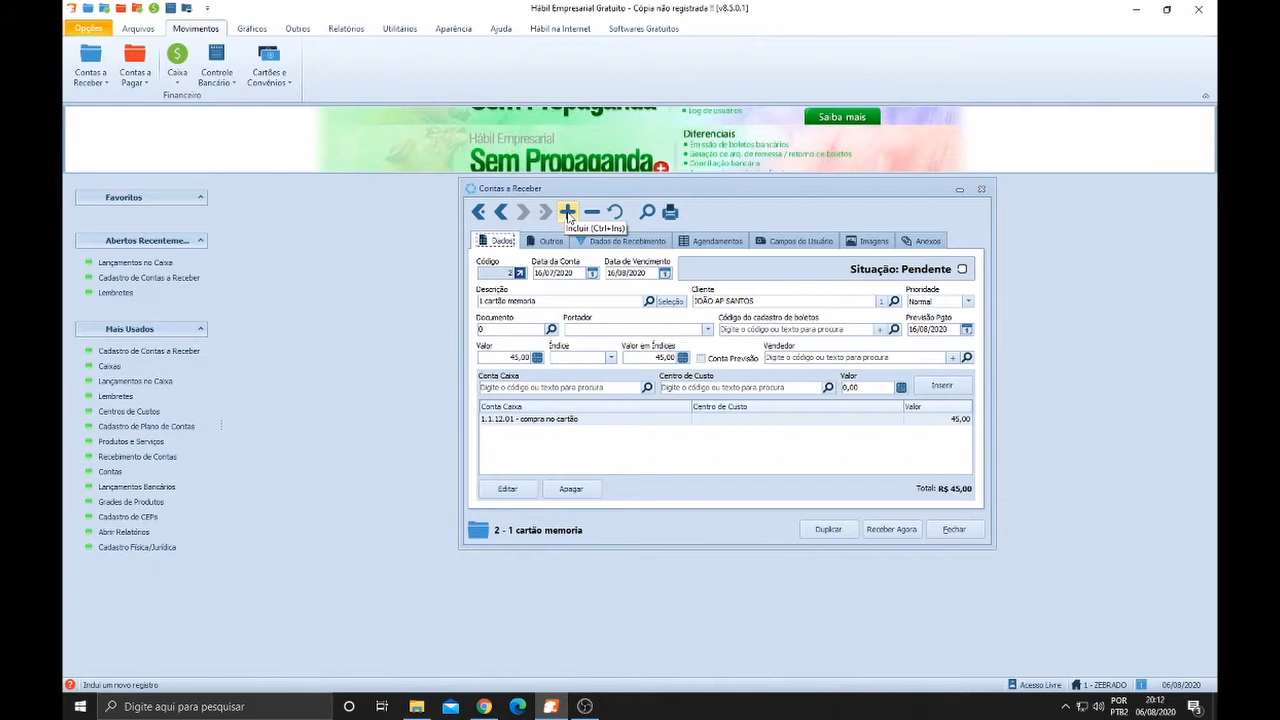 Hábil Empresarial Gratuito - Cópia não registrada !! [v8.5.0.1]
Opções Arquivos Movimentos Gráficos Outros Relatórios Utilitários Aparência Ajuda Hábil na Internet Softwares Gratuitos
Contas a Receber
Contas a Pagar
Caixa
Controle Bancário
Cartões e Convênios
Financeiro
Sem Propaganda
Log de usuários
Saiba mais
Hábil Empresarial
Sem Propaganda
Diferenciais
Emissão de boletos bancários
Geração de arq. de remessa / retorno de boletos
Conciliação bancária
Favoritos
Abertos Recenteme...
Lançamentos no Caixa
Cadastro de Contas a Receber
Lembretes
Mais Usados
Cadastro de Contas a Receber
Caixas
Lançamentos no Caixa
Lembretes
Centros de Custo
Cadastro de Plano de Contas
Produtos e Serviços
Recebimento de Contas
Contas
Lançamentos Bancários
Grades de Produtos
Cadastro de CEPs
Abrir Relatórios
Cadastro Física/Jurídica
Contas a Receber
Incluir (Ctrl+Ins)
Dados Outros Dados do Recebimento Agendamentos Campos do Usuário Imagens Anexos
Código Data da Conta Data de Vencimento
2 16/07/2020 16/08/2020
Situação: Pendente
Descrição Cliente Prioridade
1 cartão memoria Seleção JOÃO AP SANTOS 1 Normal
Documento Portador Código do cadastro de boletos Previsão Pgto
0 Digite o código ou texto para procura + 16/08/2020
Valor Índice Valor em Índices Vendedor
45,00 45,00 Conta Previsão Digite o código ou texto para procura +
Conta Caixa Centro de Custo Valor
Digite o código ou texto para procura Digite o código ou texto para procura 0,00 Inserir
Conta Caixa Centro de Custo Valor
1.1.12.01 - compra no cartão 45,00
Editar Apagar Total: R$ 45,00
2 - 1 cartão memoria Duplicar Receber Agora Fechar
Inclui um novo registro Acesso Livre 1 - ZEBRADO 06/08/2020
Digite aqui para pesquisar
POR
PTB2
20:12
06/08/2020
3